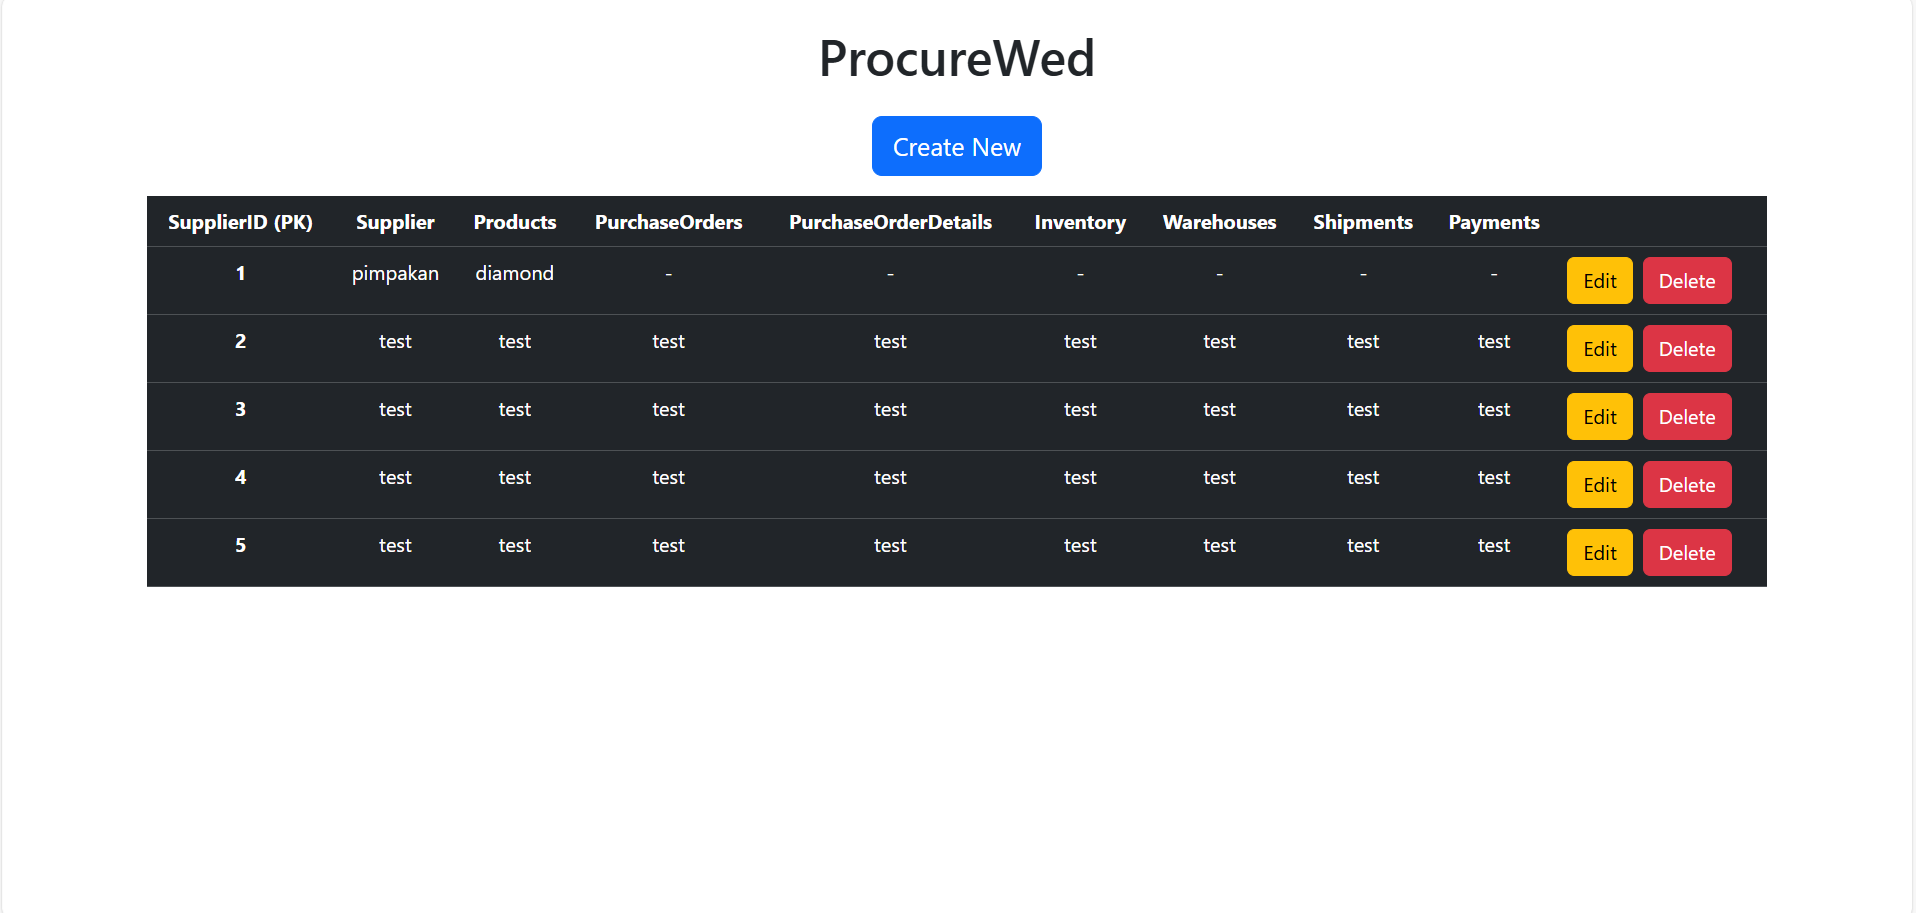 ProcureWed
Create New
SupplierID (PK) Supplier Products PurchaseOrders PurchaseOrderDetails Inventory Warehouses Shipments Payments
1 pimpakan diamond - - - - - - Edit Delete
2 test test test test test test test test Edit Delete
3 test test test test test test test test Edit Delete
4 test test test test test test test test Edit Delete
5 test test test test test test test test Edit Delete